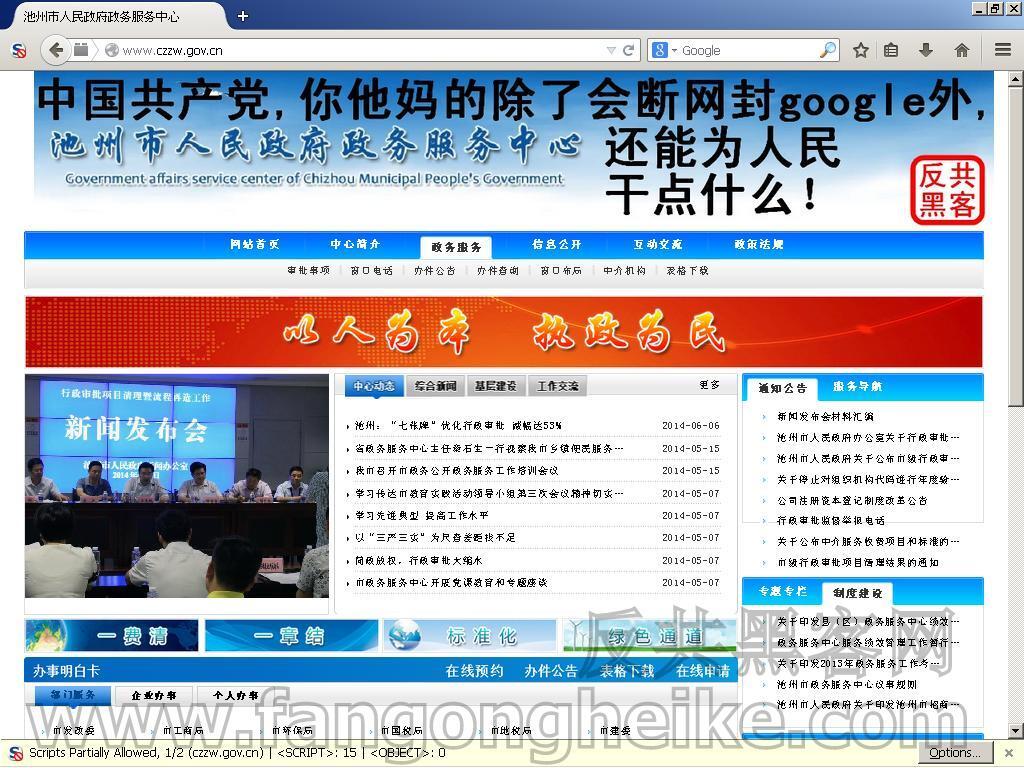 池州市人民政府政务服务中心
www.czzw.gov.cn
Google
中国共产党,你他妈的除了会断网封google外,
还能为人民
干点什么!
反共
黑客
池州市人民政府政务服务中心
Government affairs service center of Chizhou Municipal People's Government
网站首页 中心简介 政务服务 信息公开 互动交流 政策法规
审批事项 窗口电话 办件公告 办件查询 窗口布局 中介机构 表格下载
以人为本 执政为民
行政审批项目清理暨流程再造工作
新闻发布会
中心动态 综合新闻 基层建设 工作交流 更多
池州：“七张牌”优化行政审批 减幅达53% 2014-06-06
省政务服务中心主任秦石生一行视察我市乡镇便民服务… 2014-05-15
我市召开市政务公开政务服务工作培训会议 2014-05-15
学习传达市教育实践活动领导小组第三次会议精神切实… 2014-05-07
学习先进典型 提高工作水平 2014-05-07
以“三严三实”为尺查差距找不足 2014-05-07
简政放权，行政审批大缩水 2014-05-07
市政务服务中心开展党课教育和专题座谈 2014-05-07
通知公告 服务导航
新闻发布会材料汇编
池州市人民政府办公室关于行政审批…
池州市人民政府关于公布市级行政审…
关于停止对组织机构代码进行年度验…
公司注册资本登记制度改革公告
行政审批监督举报电话
关于公布中介服务收费项目和标准的…
市级行政审批项目清理结果的通知
专题专栏 制度建设
关于印发县（区）政务服务中心绩效…
政务服务中心服务绩效管理工作暂行…
关于印发2013年政务服务工作考…
池州市政务服务中心议事规则
池州市人民政府关于印发池州市招商…
一费清 一章结 标准化 绿色通道
办事明白卡 在线预约 办件公告 表格下载 在线申请
部门服务 企业办事 个人办事
市发改委 市工商局 市环保局 市国税局 市地税局 市建委
反共黑客网
www.fangongheike.com
Scripts Partially Allowed, 1/2 (czzw.gov.cn) | <SCRIPT>: 15 | <OBJECT>: 0
Options...